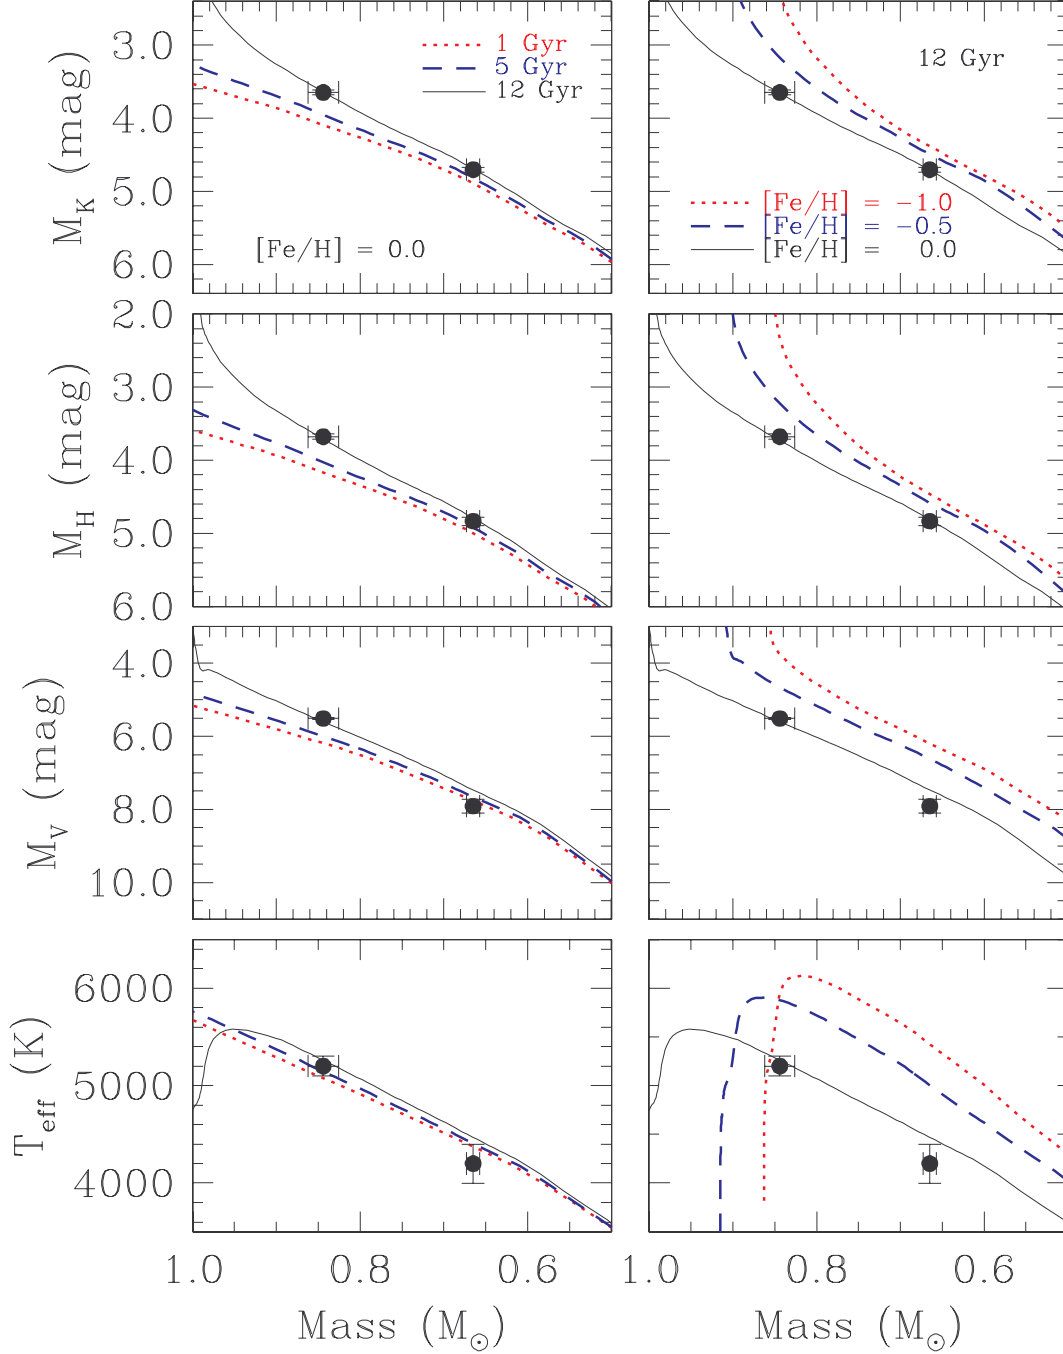 3.0
4.0
5.0
6.0
M_K (mag)
1 Gyr
5 Gyr
12 Gyr
[Fe/H] = 0.0
12 Gyr
[Fe/H] = −1.0
[Fe/H] = −0.5
[Fe/H] = 0.0
2.0
3.0
4.0
5.0
6.0
M_H (mag)
4.0
6.0
8.0
10.0
M_V (mag)
6000
5000
4000
T_eff (K)
1.0 0.8 0.6
1.0 0.8 0.6
Mass (M_⊙)
Mass (M_⊙)